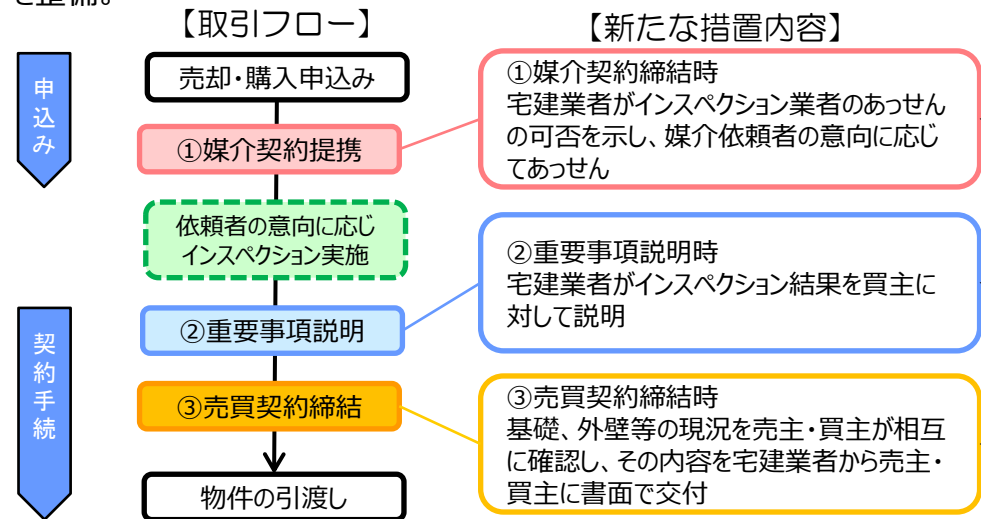 を整備。
【取引フロー】
【新たな措置内容】
申込み
売却・購入申込み
①媒介契約提携
依頼者の意向に応じ
インスペクション実施
契約手続
②重要事項説明
③売買契約締結
物件の引渡し
①媒介契約締結時
宅建業者がインスペクション業者のあっせん
の可否を示し、媒介依頼者の意向に応じ
てあっせん
②重要事項説明時
宅建業者がインスペクション結果を買主に
対して説明
③売買契約締結時
基礎、外壁等の現況を売主・買主が相互
に確認し、その内容を宅建業者から売主・
買主に書面で交付